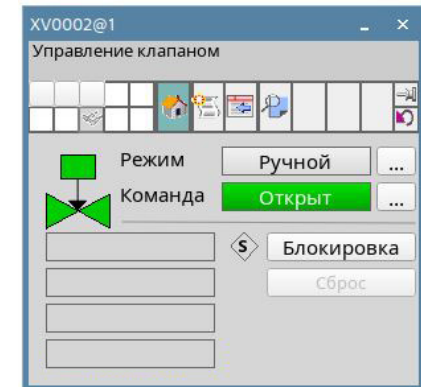 XV0002@1
Управление клапаном
Режим Ручной ...
Команда Открыт ...
S Блокировка
Сброс